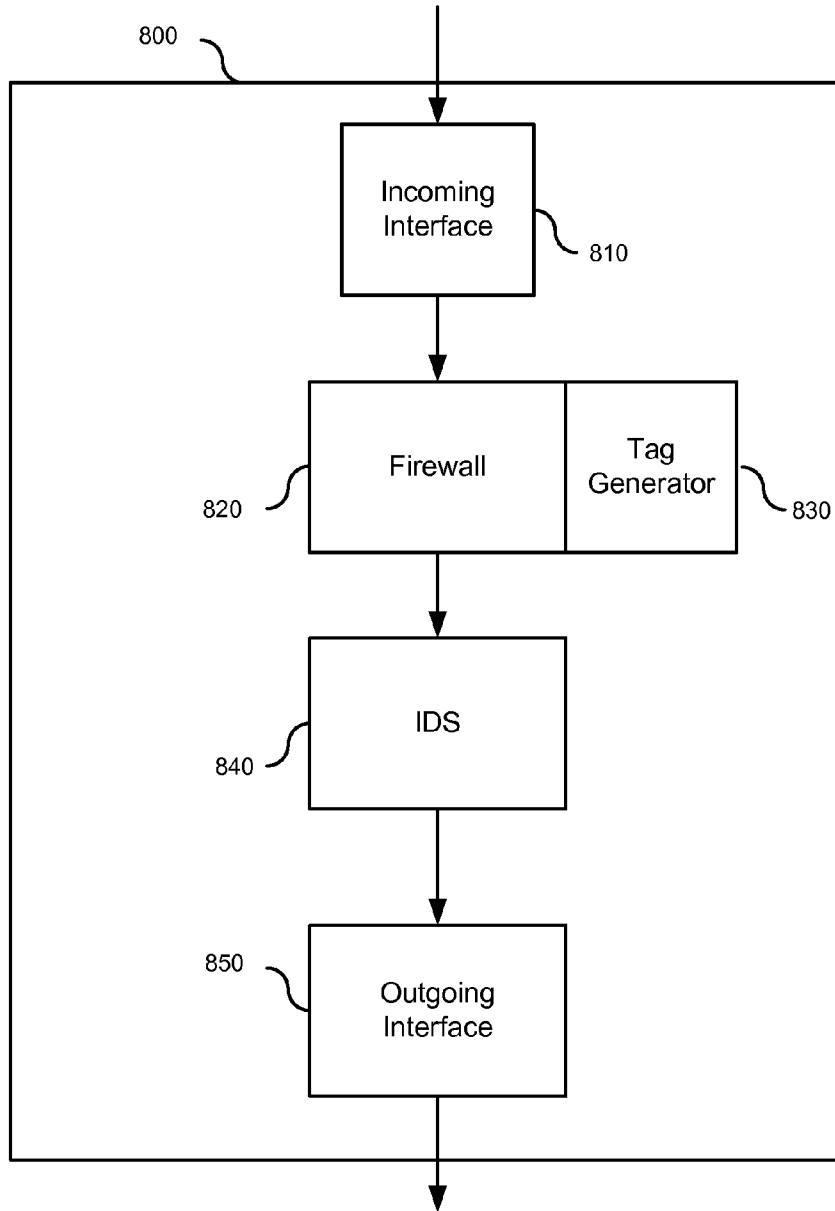 800
Incoming
Interface
810
Firewall
Tag
Generator
820
830
IDS
840
850
Outgoing
Interface